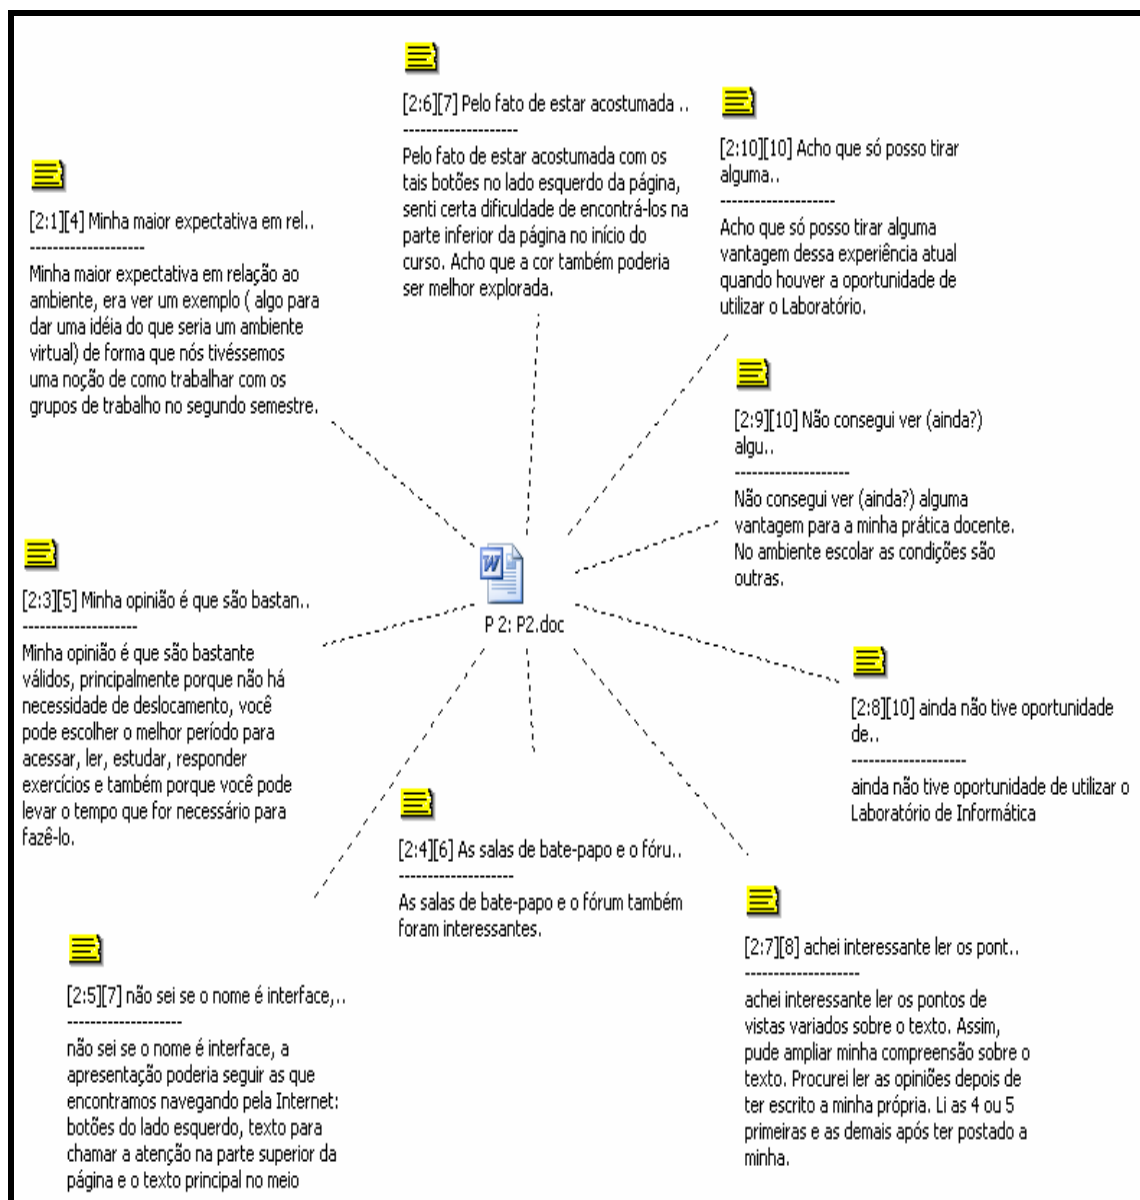 [2:6][7] Pelo fato de estar acostumada ..
--------------------
Pelo fato de estar acostumada com os
tais botões no lado esquerdo da página,
senti certa dificuldade de encontrá-los na
parte inferior da página no início do
curso. Acho que a cor também poderia
ser melhor explorada.
[2:10][10] Acho que só posso tirar
alguma..
--------------------
Acho que só posso tirar alguma
vantagem dessa experiência atual
quando houver a oportunidade de
utilizar o Laboratório.
[2:1][4] Minha maior expectativa em rel..
--------------------
Minha maior expectativa em relação ao
ambiente, era ver um exemplo ( algo para
dar uma idéia do que seria um ambiente
virtual) de forma que nós tivéssemos
uma noção de como trabalhar com os
grupos de trabalho no segundo semestre.
[2:9][10] Não consegui ver (ainda?)
algu..
--------------------
Não consegui ver (ainda?) alguma
vantagem para a minha prática docente.
No ambiente escolar as condições são
outras.
W
P 2: P2.doc
[2:3][5] Minha opinião é que são bastan..
--------------------
Minha opinião é que são bastante
válidos, principalmente porque não há
necessidade de deslocamento, você
pode escolher o melhor período para
acessar, ler, estudar, responder
exercícios e também porque você pode
levar o tempo que for necessário para
fazê-lo.
[2:8][10] ainda não tive oportunidade
de..
--------------------
ainda não tive oportunidade de utilizar o
Laboratório de Informática
[2:4][6] As salas de bate-papo e o fóru..
--------------------
As salas de bate-papo e o fórum também
foram interessantes.
[2:7][8] achei interessante ler os pont..
--------------------
achei interessante ler os pontos de
vistas variados sobre o texto. Assim,
pude ampliar minha compreensão sobre o
texto. Procurei ler as opiniões depois de
ter escrito a minha própria. Li as 4 ou 5
primeiras e as demais após ter postado a
minha.
[2:5][7] não sei se o nome é interface,..
--------------------
não sei se o nome é interface, a
apresentação poderia seguir as que
encontramos navegando pela Internet:
botões do lado esquerdo, texto para
chamar a atenção na parte superior da
página e o texto principal no meio